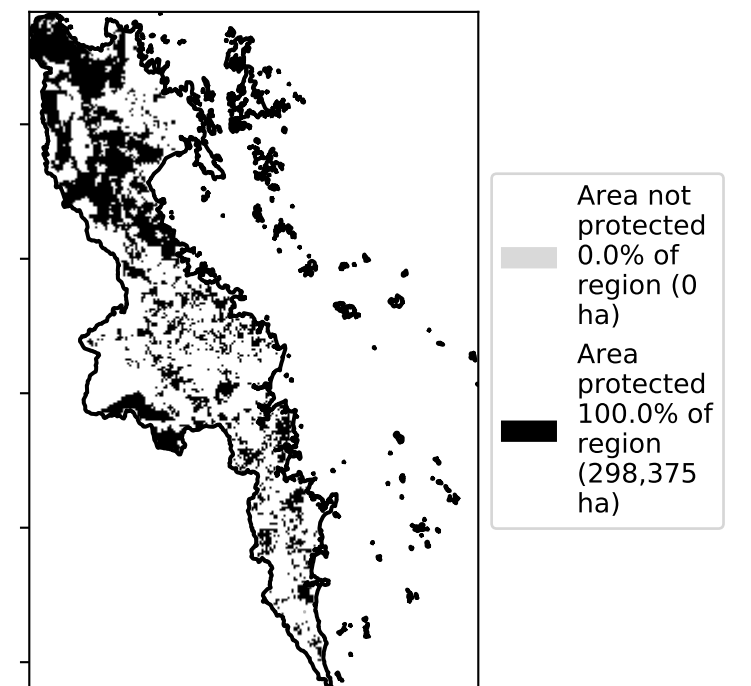 Area not
protected
0.0% of
region (0
ha)
Area
protected
100.0% of
region
(298,375
ha)